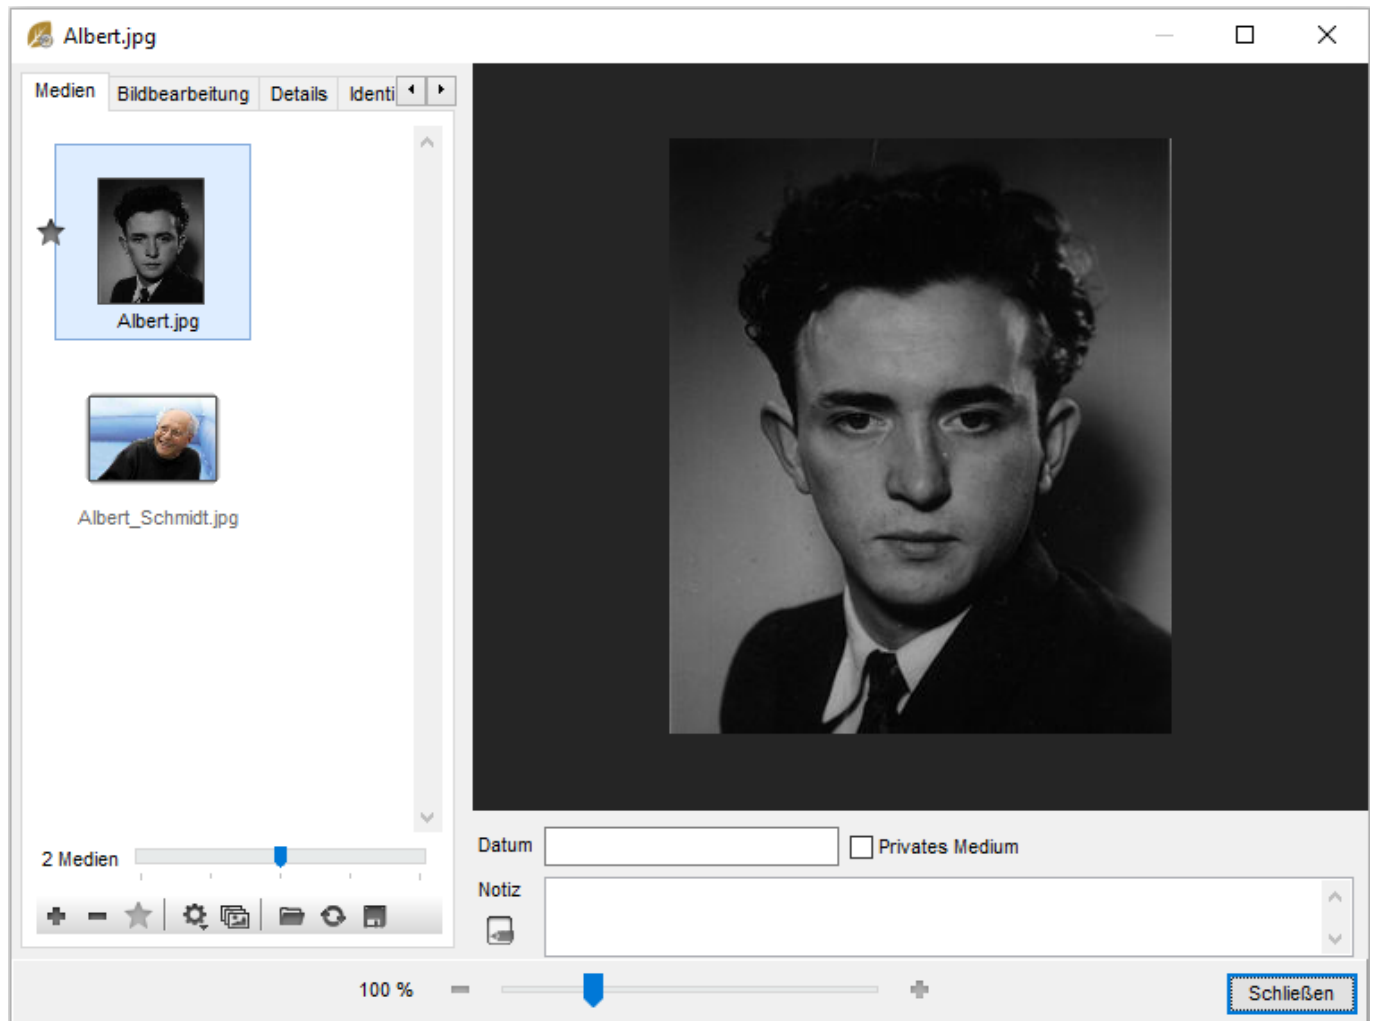 Albert.jpg
Medien Bildbearbeitung Details Identi
Albert.jpg
Albert_Schmidt.jpg
2 Medien
Datum
Privates Medium
Notiz
100 %
Schließen